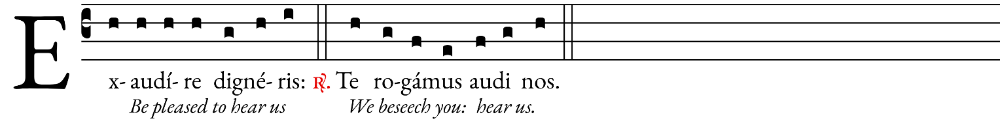 Ex-audí-re digné-ris: ℟. Te ro-gámus audi nos.
Be pleased to hear us We beseech you: hear us.